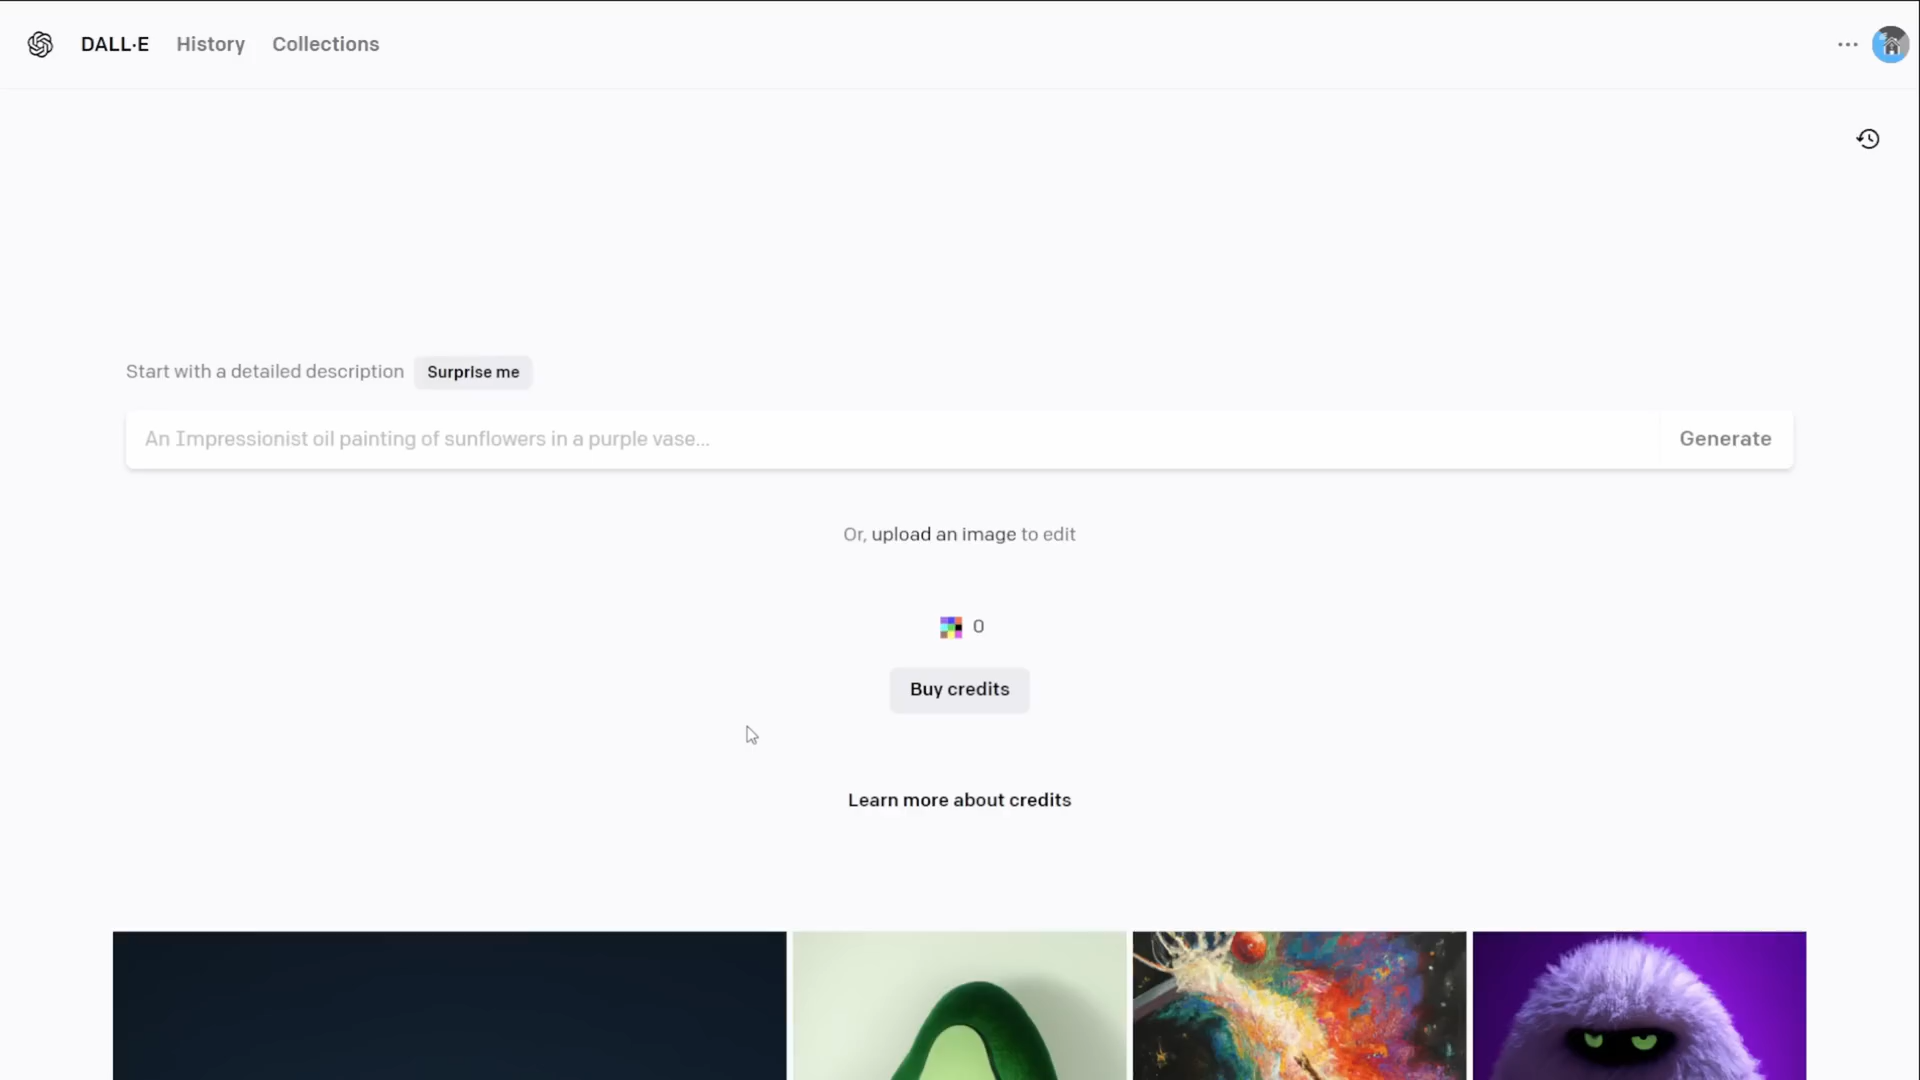 DALL·E History Collections
Start with a detailed description Surprise me
An Impressionist oil painting of sunflowers in a purple vase... Generate
Or, upload an image to edit
0
Buy credits
Learn more about credits